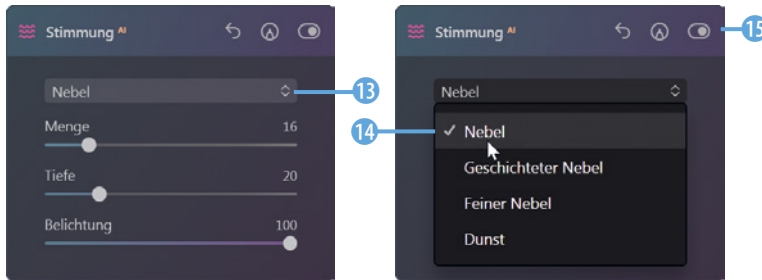 Stimmung AI
Nebel
Menge 16
Tiefe 20
Belichtung 100
13
Stimmung AI
15
Nebel
14
✓ Nebel
Geschichteter Nebel
Feiner Nebel
Dunst